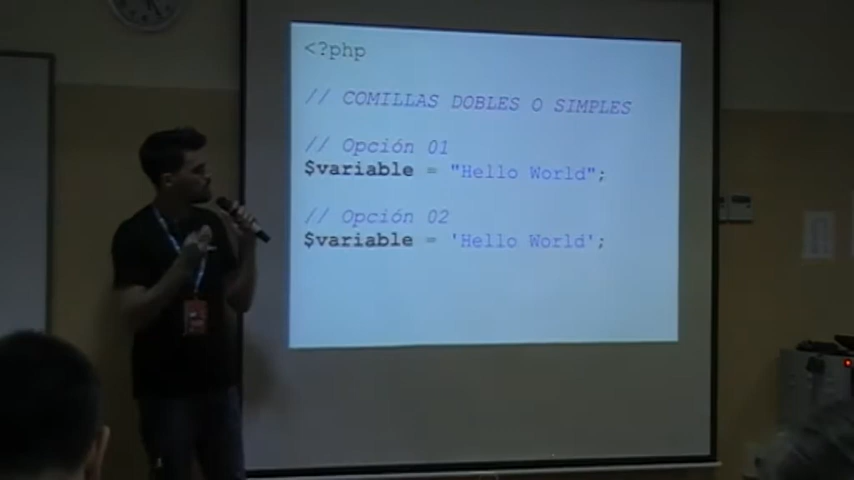 <?php
// COMILLAS DOBLES O SIMPLES
// Opción 01
$variable = "Hello World";
// Opción 02
$variable = 'Hello World';